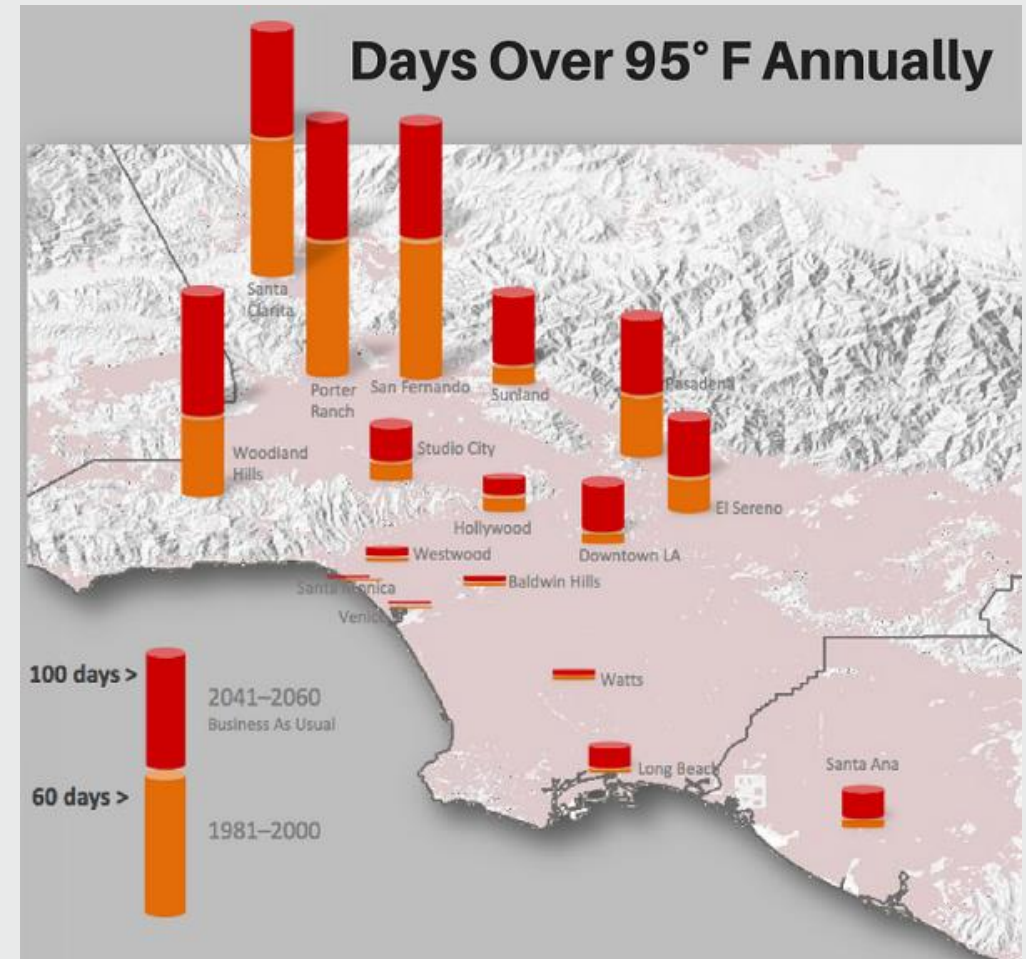 Days Over 95° F Annually
Santa
Clarita
Porter
Ranch
San Fernando
Sunland
Pasadena
Woodland
Hills
Studio City
El Sereno
Hollywood
Downtown LA
Westwood
Baldwin Hills
Santa Monica
Venice
100 days >
2041–2060
Business As Usual
Watts
60 days >
1981–2000
Long Beach
Santa Ana